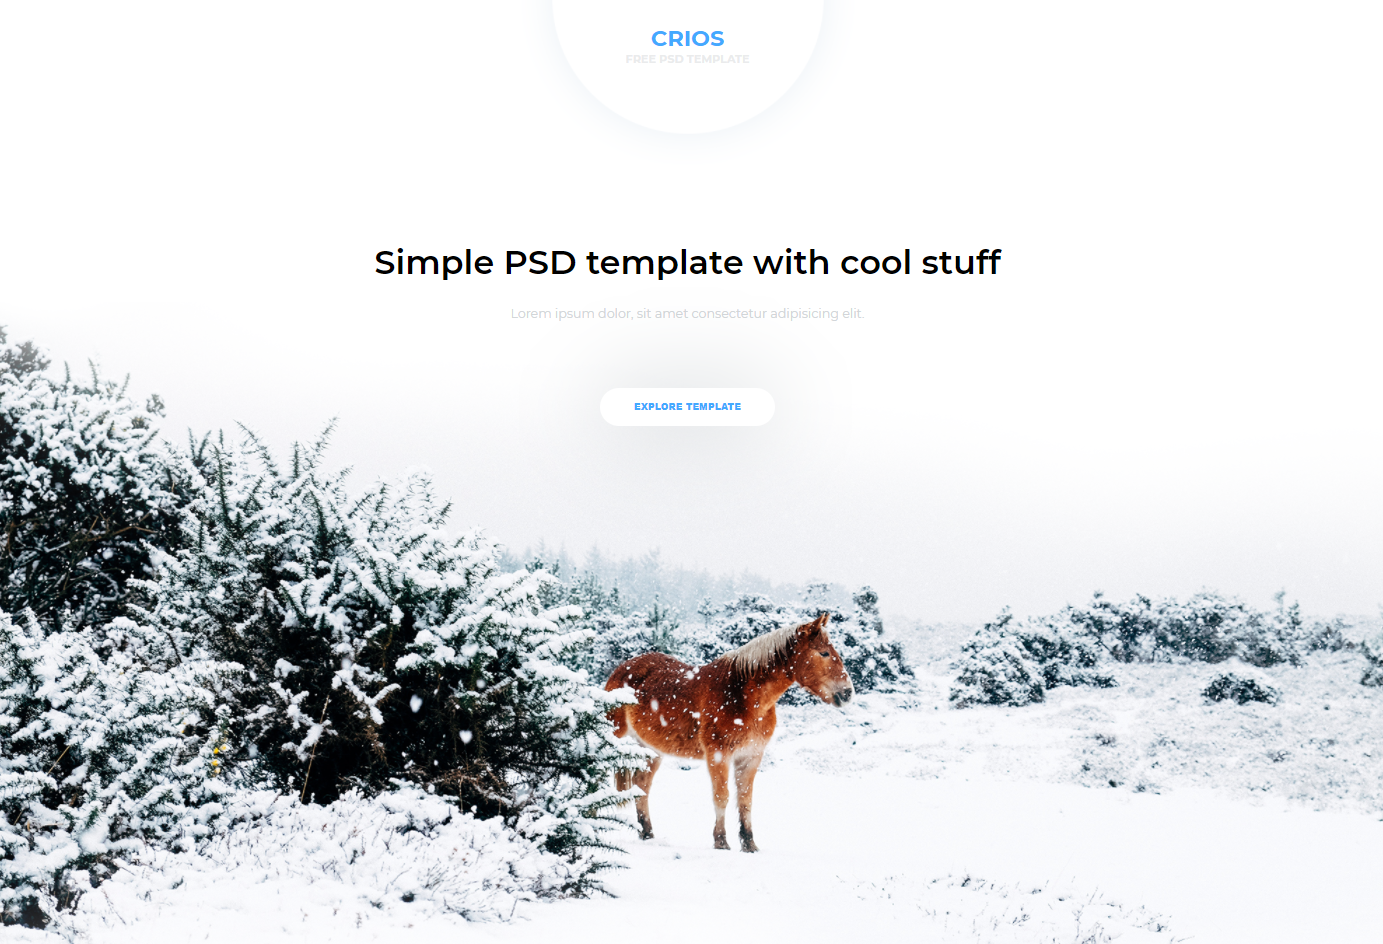 CRIOS
FREE PSD TEMPLATE
Simple PSD template with cool stuff
Lorem ipsum dolor, sit amet consectetur adipisicing elit.
EXPLORE TEMPLATE